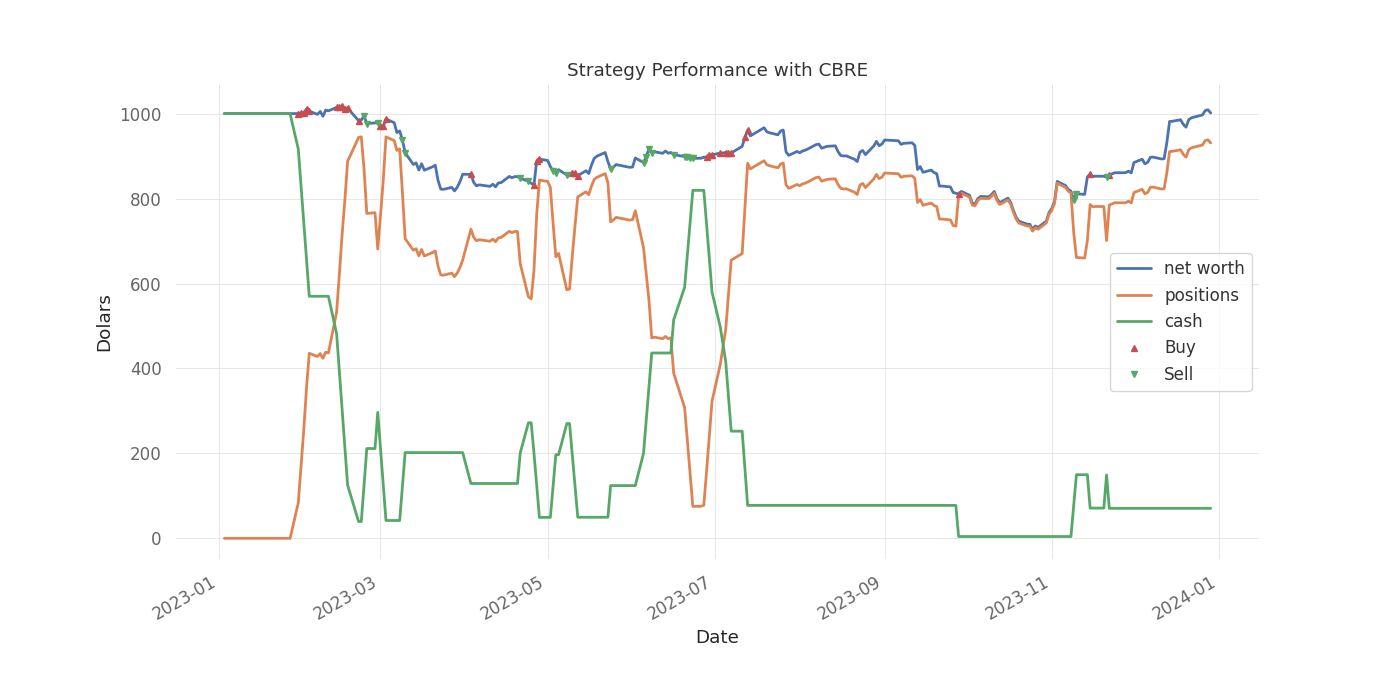 Strategy Performance with CBRE
1000
800
600
400
200
0
Dolars
net worth
positions
cash
Buy
Sell
2023-01
2023-03
2023-05
2023-07
2023-09
2023-11
2024-01
Date